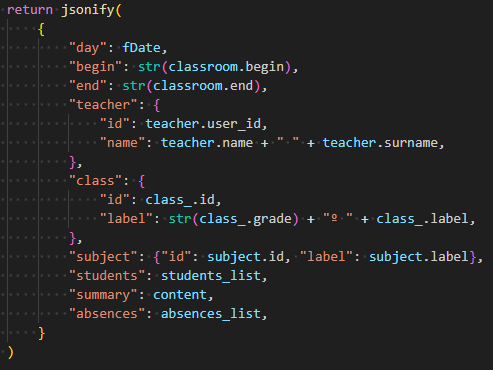 return jsonify(
    {
        "day": fDate,
        "begin": str(classroom.begin),
        "end": str(classroom.end),
        "teacher": {
            "id": teacher.user_id,
            "name": teacher.name + " " + teacher.surname,
        },
        "class": {
            "id": class_.id,
            "label": str(class_.grade) + "º " + class_.label,
        },
        "subject": {"id": subject.id, "label": subject.label},
        "students": students_list,
        "summary": content,
        "absences": absences_list,
    }
)